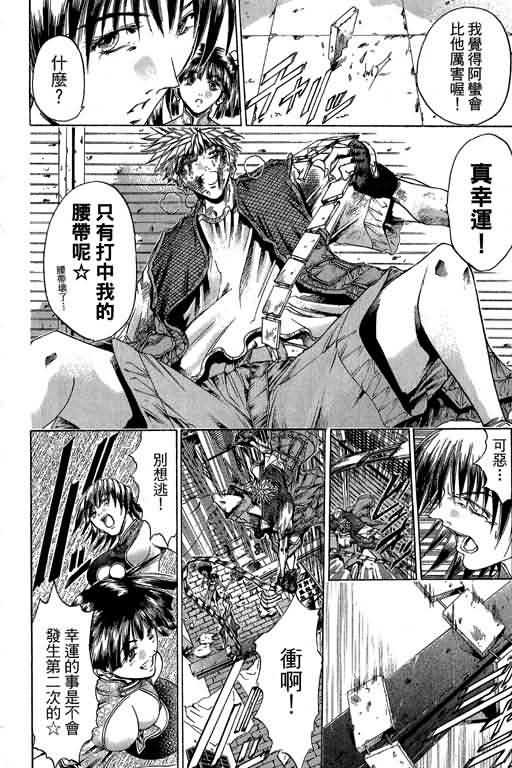 我覺得阿蠻會
比他厲害喔！
什麼？
真幸運！
只有打中我的
腰帶呢☆
腰帶壞了…
可惡…
衝啊！
別想逃！
幸運的事是不會
發生第二次的☆